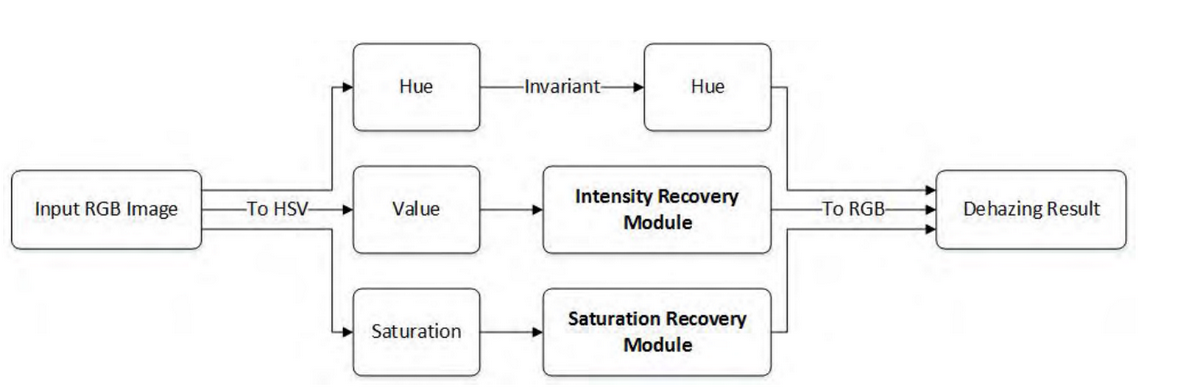 Hue
Invariant
Hue
Input RGB Image
To HSV
Value
Intensity Recovery
Module
To RGB
Dehazing Result
Saturation
Saturation Recovery
Module